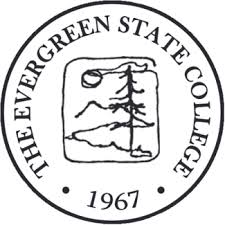 THE EVERGREEN STATE COLLEGE
• 1967 •